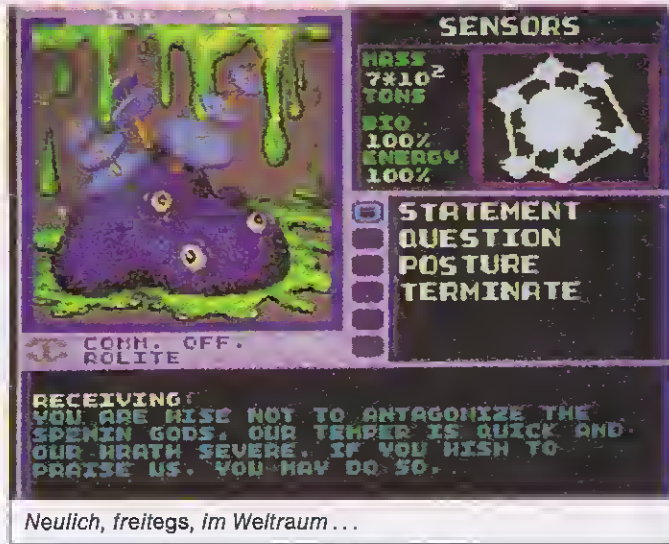 SENSORS
MASS
7*10²
TONS
BIO
100%
ENERGY
100%
STATEMENT
QUESTION
POSTURE
TERMINATE
COMM. OFF.
ROLITE
RECEIVING:
YOU ARE WISE NOT TO ANTAGONIZE THE
SPEMIN GODS. OUR TEMPER IS QUICK AND
OUR WRATH SEVERE. IF YOU WISH TO
PRAISE US, YOU MAY DO SO.
Neulich, freitegs, im Weltraum...